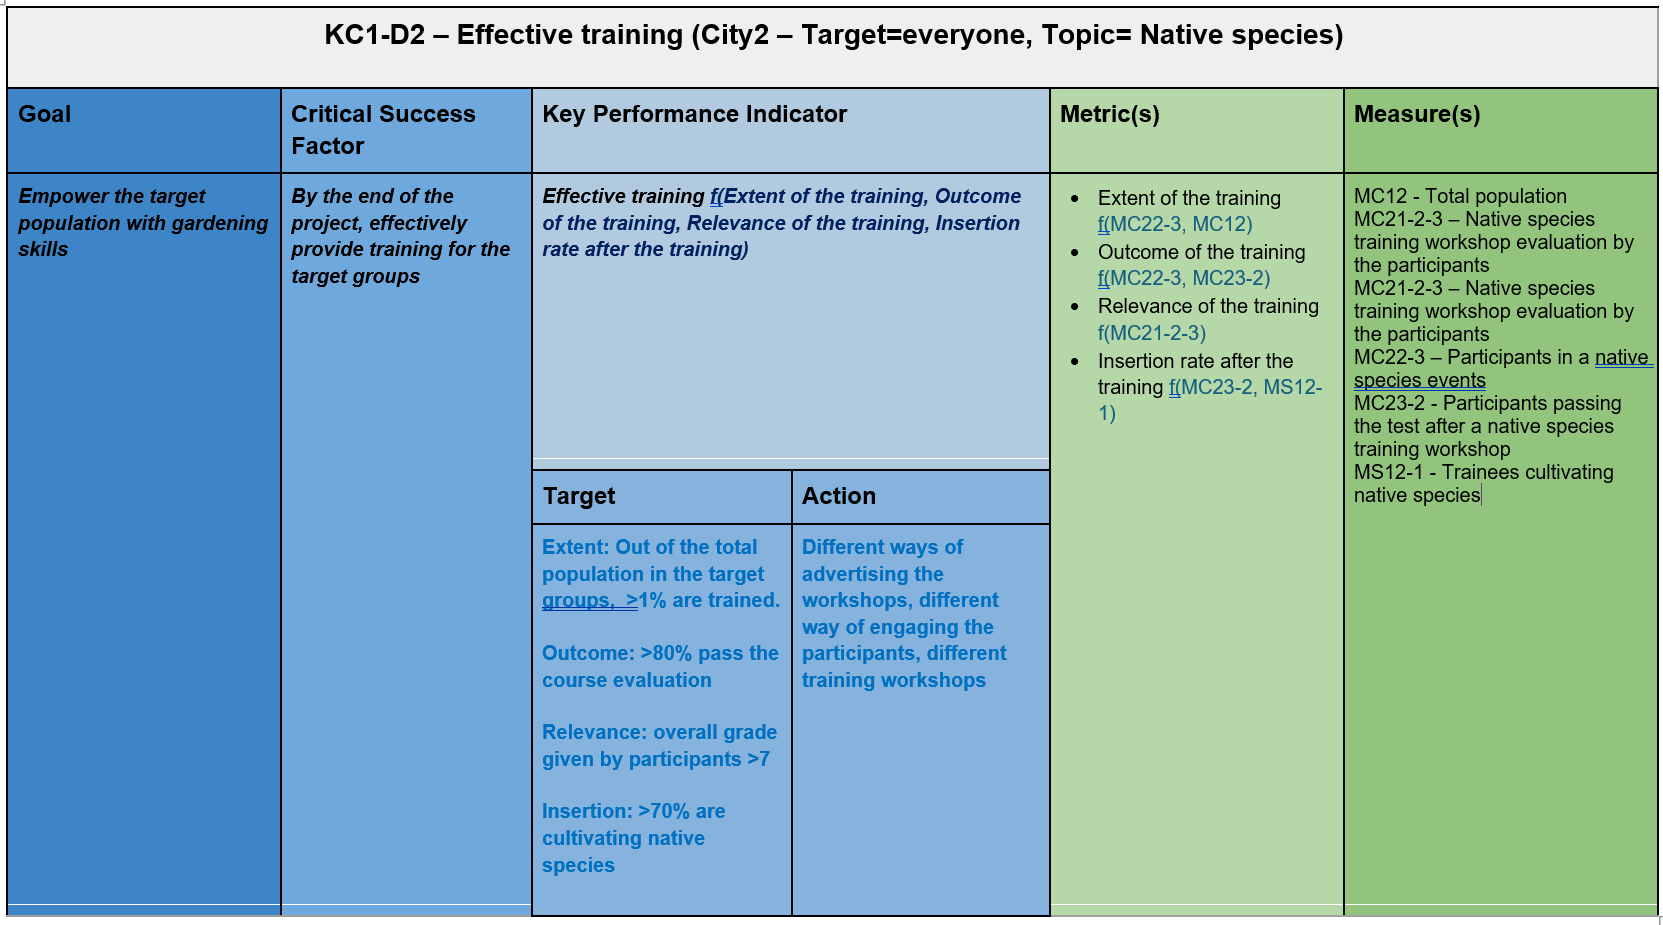 KC1-D2 – Effective training (City2 – Target=everyone, Topic= Native species)
Goal
Critical Success
Factor
Key Performance Indicator
Metric(s)
Measure(s)
Empower the target
population with gardening
skills
By the end of the
project, effectively
provide training for the
target groups
Effective training f(Extent of the training, Outcome
of the training, Relevance of the training, Insertion
rate after the training)
Target
Action
Extent: Out of the total
population in the target
groups,  >1% are trained.
Outcome: >80% pass the
course evaluation
Relevance: overall grade
given by participants >7
Insertion: >70% are
cultivating native
species
Different ways of
advertising the
workshops, different
way of engaging the
participants, different
training workshops
• Extent of the training
f(MC22-3, MC12)
• Outcome of the training
f(MC22-3, MC23-2)
• Relevance of the training
f(MC21-2-3)
• Insertion rate after the
training f(MC23-2, MS12-
1)
MC12 - Total population
MC21-2-3 – Native species
training workshop evaluation by
the participants
MC21-2-3 – Native species
training workshop evaluation by
the participants
MC22-3 – Participants in a native
species events
MC23-2 - Participants passing
the test after a native species
training workshop
MS12-1 - Trainees cultivating
native species